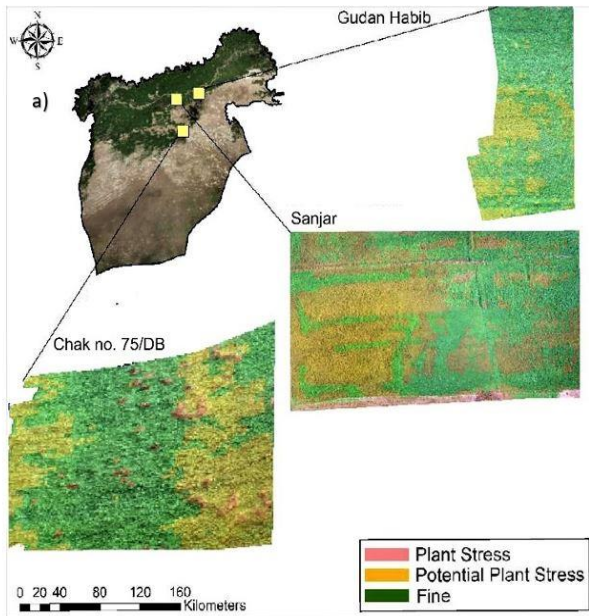 Gudan Habib
N
W E
S
a)
Sanjar
Chak no. 75/DB
Plant Stress
Potential Plant Stress
Fine
0 20 40 80 120 160
Kilometers